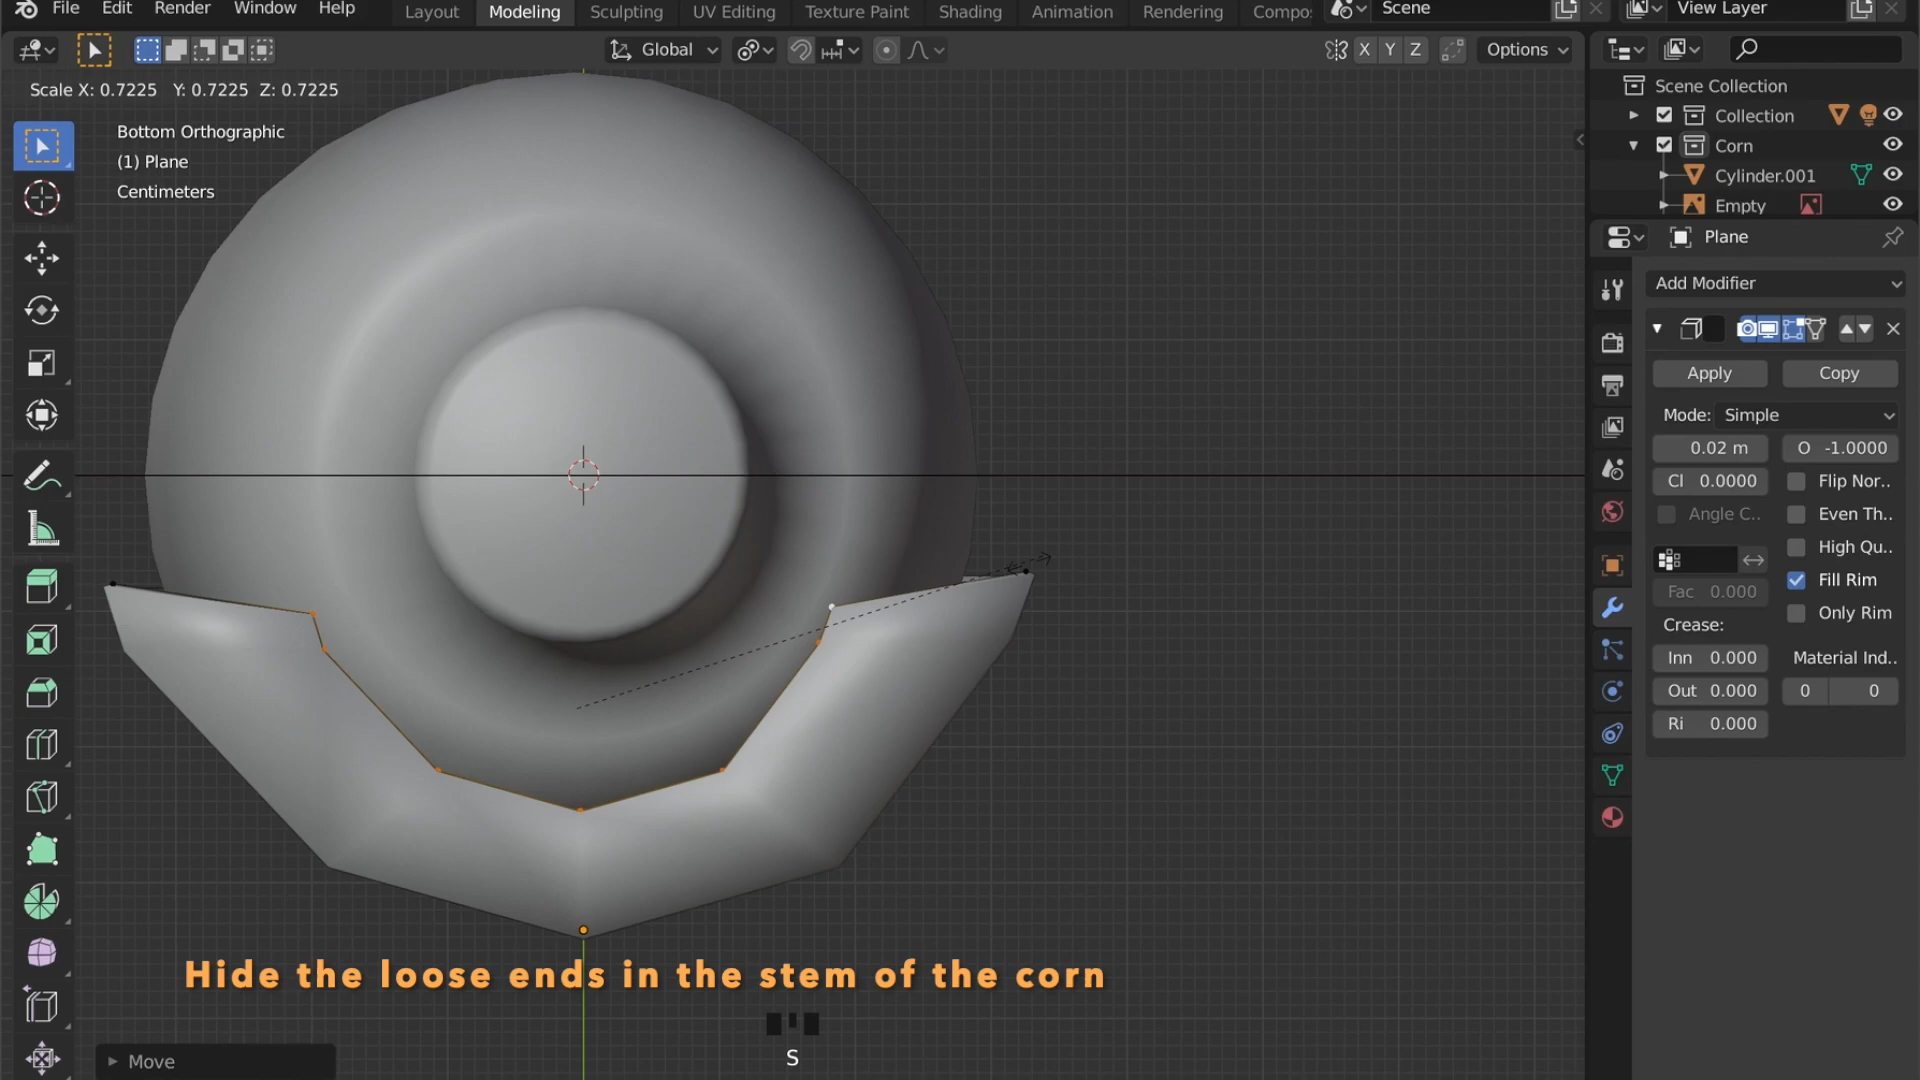 File Edit Render Window Help
Layout Modeling Sculpting UV Editing Texture Paint Shading Animation Rendering Compo
Scene
View Layer
Global
X Y Z
Options
Scale X: 0.7225 Y: 0.7225 Z: 0.7225
Bottom Orthographic
(1) Plane
Centimeters
Scene Collection
Collection
Corn
Cylinder.001
Empty
Plane
Add Modifier
Apply Copy
Mode: Simple
0.02 m O -1.0000
Cl 0.0000 Flip Nor..
Angle C.. Even Th..
High Qu..
Fill Rim
Fac 0.000 Only Rim
Crease:
Inn 0.000 Material Ind..
Out 0.000 0 0
Ri 0.000
Hide the loose ends in the stem of the corn
S
Move